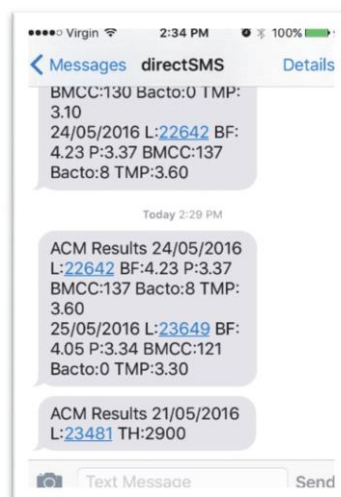 Virgin 2:34 PM 100%
Messages directSMS Details
BMCC:130 Bacto:0 TMP:
3.10
24/05/2016 L:22642 BF:
4.23 P:3.37 BMCC:137
Bacto:8 TMP:3.60
Today 2:29 PM
ACM Results 24/05/2016
L:22642 BF:4.23 P:3.37
BMCC:137 Bacto:8 TMP:
3.60
25/05/2016 L:23649 BF:
4.05 P:3.34 BMCC:121
Bacto:0 TMP:3.30
ACM Results 21/05/2016
L:23481 TH:2900
Text Message Send